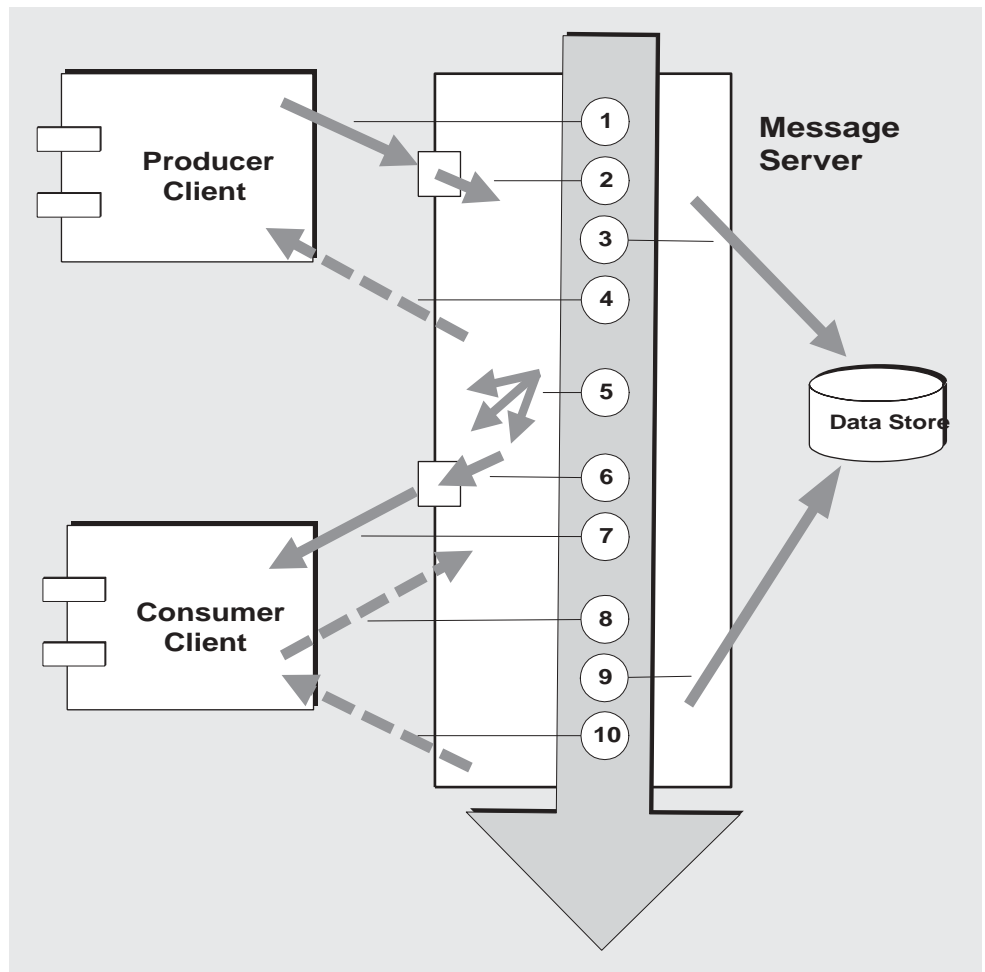 Producer
Client
1
2
3
4
5
6
7
8
9
10
Message
Server
Data Store
Consumer
Client